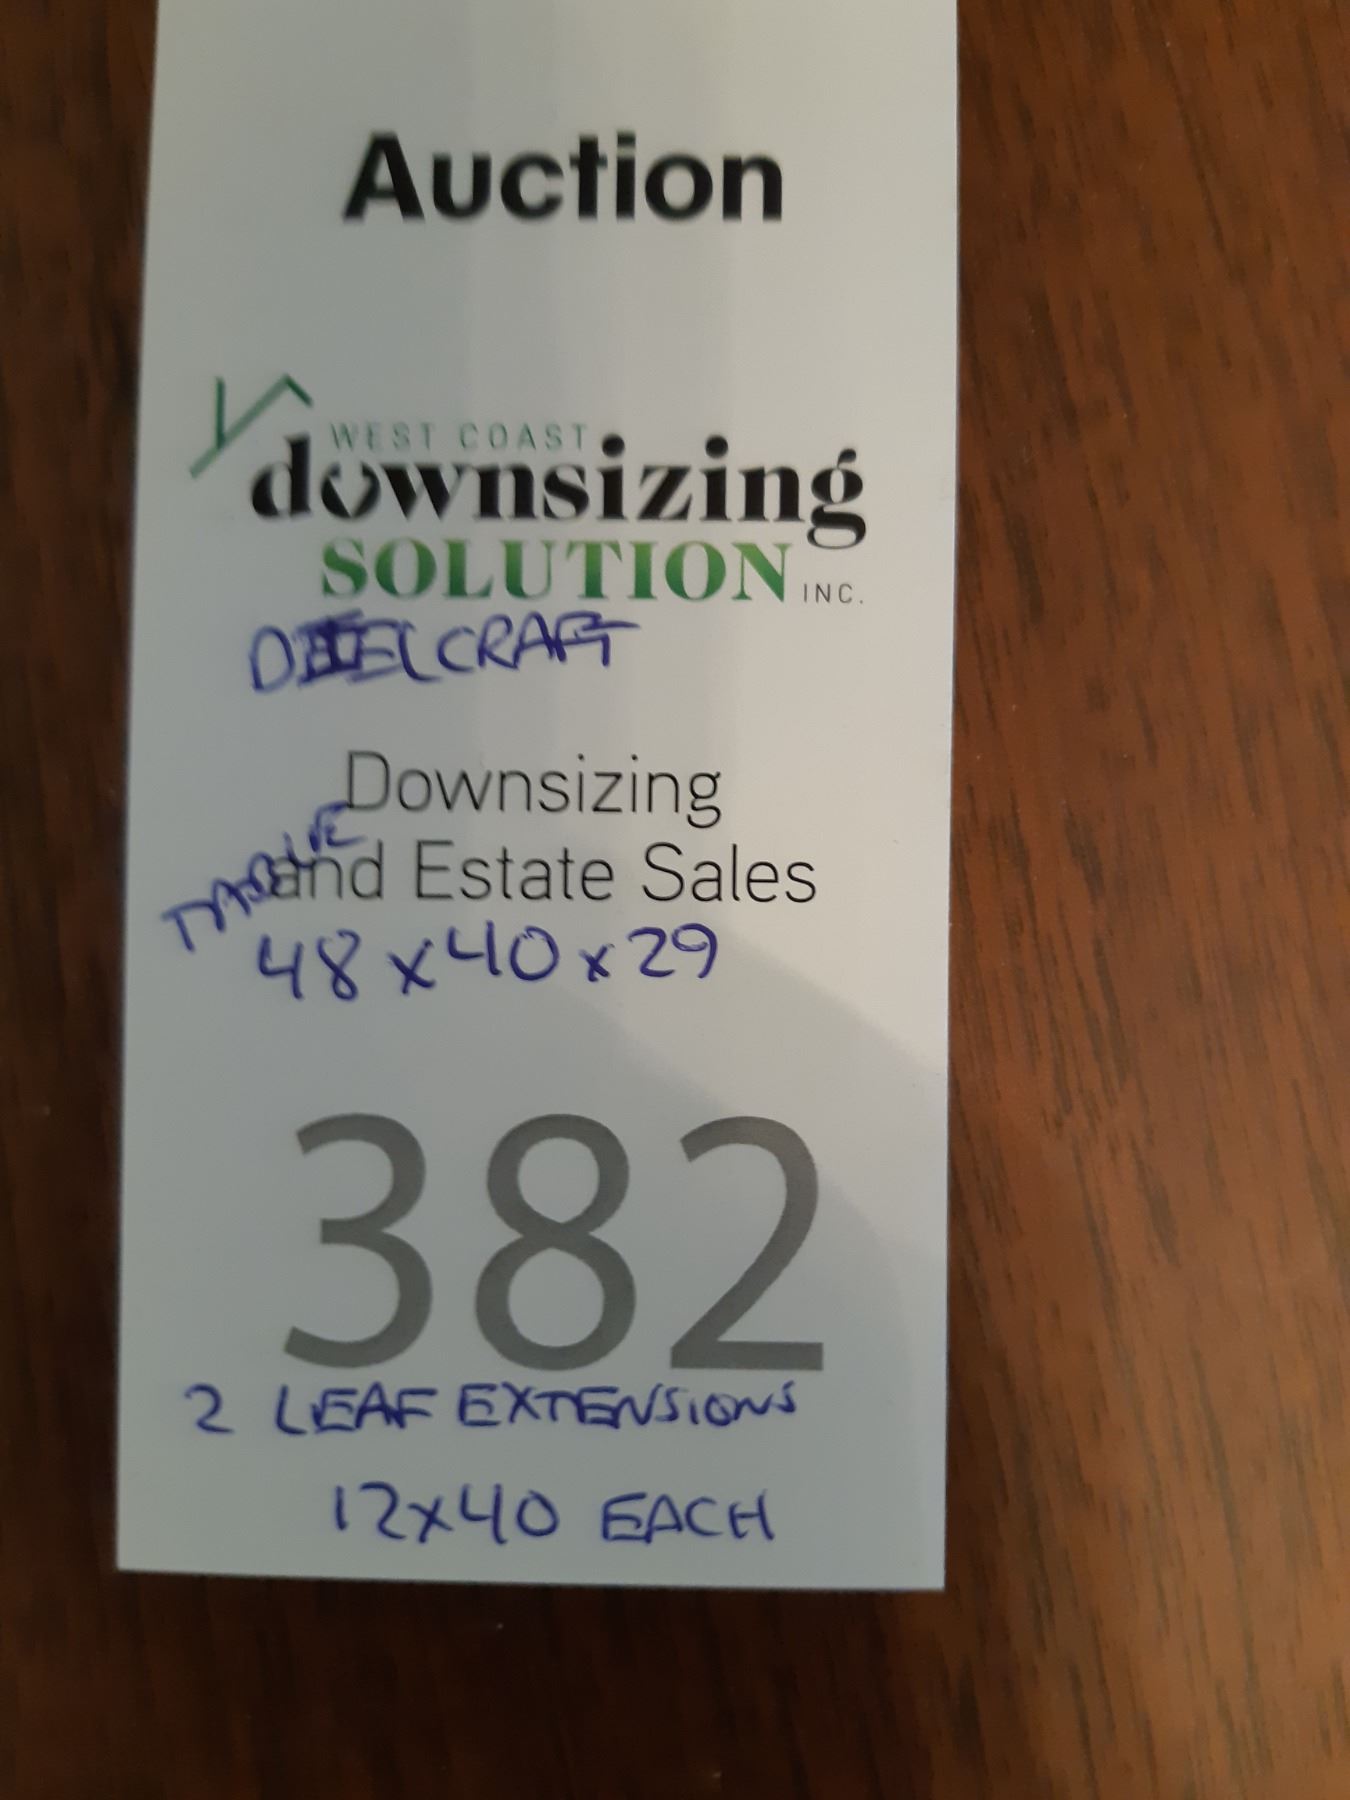 Auction
WEST COAST
downsizing
SOLUTION INC.
CRAFT
Downsizing
and Estate Sales
TABLE
48 x 40 x 29
382
2 LEAF EXTENSIONS
12x40 EACH